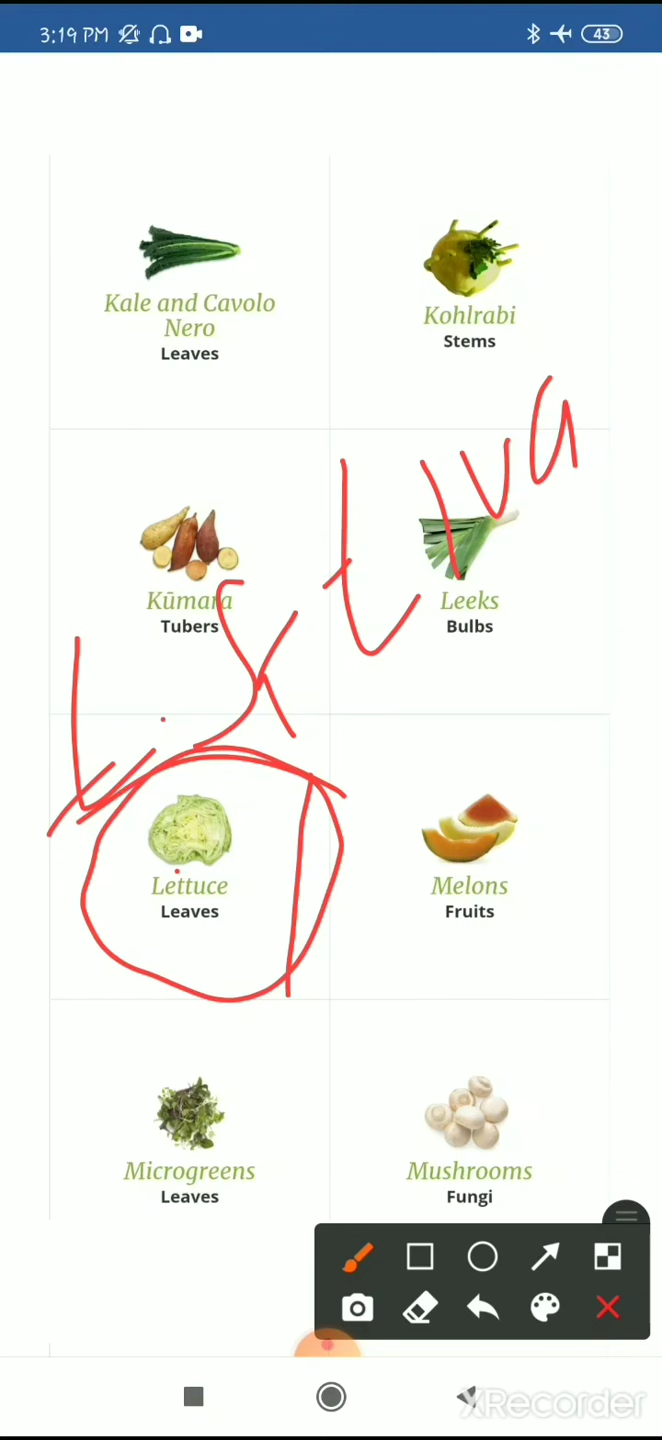 3:19 PM
43
Kale and Cavolo
Nero
Leaves
Kohlrabi
Stems
Kūmara
Tubers
Leeks
Bulbs
Lettuce
Leaves
Melons
Fruits
Microgreens
Leaves
Mushrooms
Fungi
XRecorder